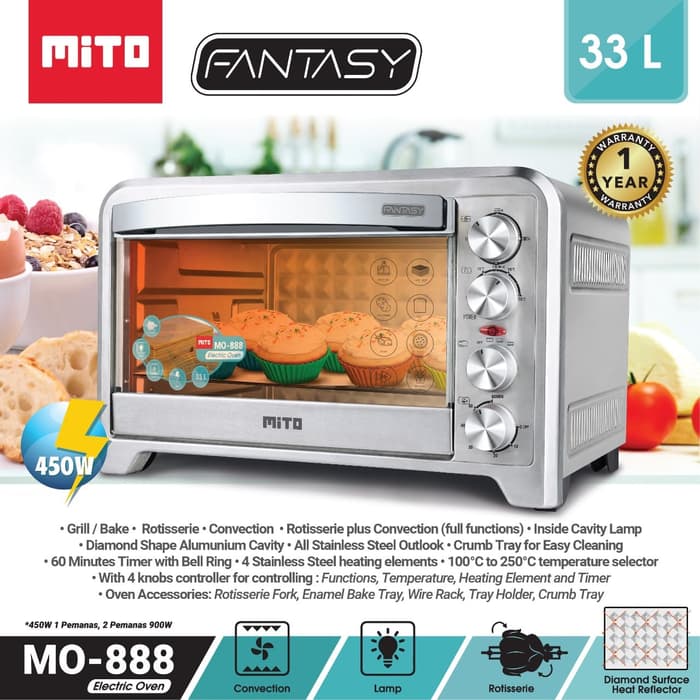 MiTO
FANTASY
33 L
WARRANTY
1
YEAR
WARRANTY
FANTASY
MiTO
MO-888
Electric Oven
33 L
POWER
MiTO
450W
• Grill / Bake • Rotisserie • Convection • Rotisserie plus Convection (full functions) • Inside Cavity Lamp
• Diamond Shape Alumunium Cavity • All Stainless Steel Outlook • Crumb Tray for Easy Cleaning
• 60 Minutes Timer with Bell Ring • 4 Stainless Steel heating elements • 100°C to 250°C temperature selector
• With 4 knobs controller for controlling : Functions, Temperature, Heating Element and Timer
• Oven Accessories: Rotisserie Fork, Enamel Bake Tray, Wire Rack, Tray Holder, Crumb Tray
*450W 1 Pemanas, 2 Pemanas 900W
MO-888
Electric Oven
Convection
Lamp
Rotisserie
Diamond Surface
Heat Reflector